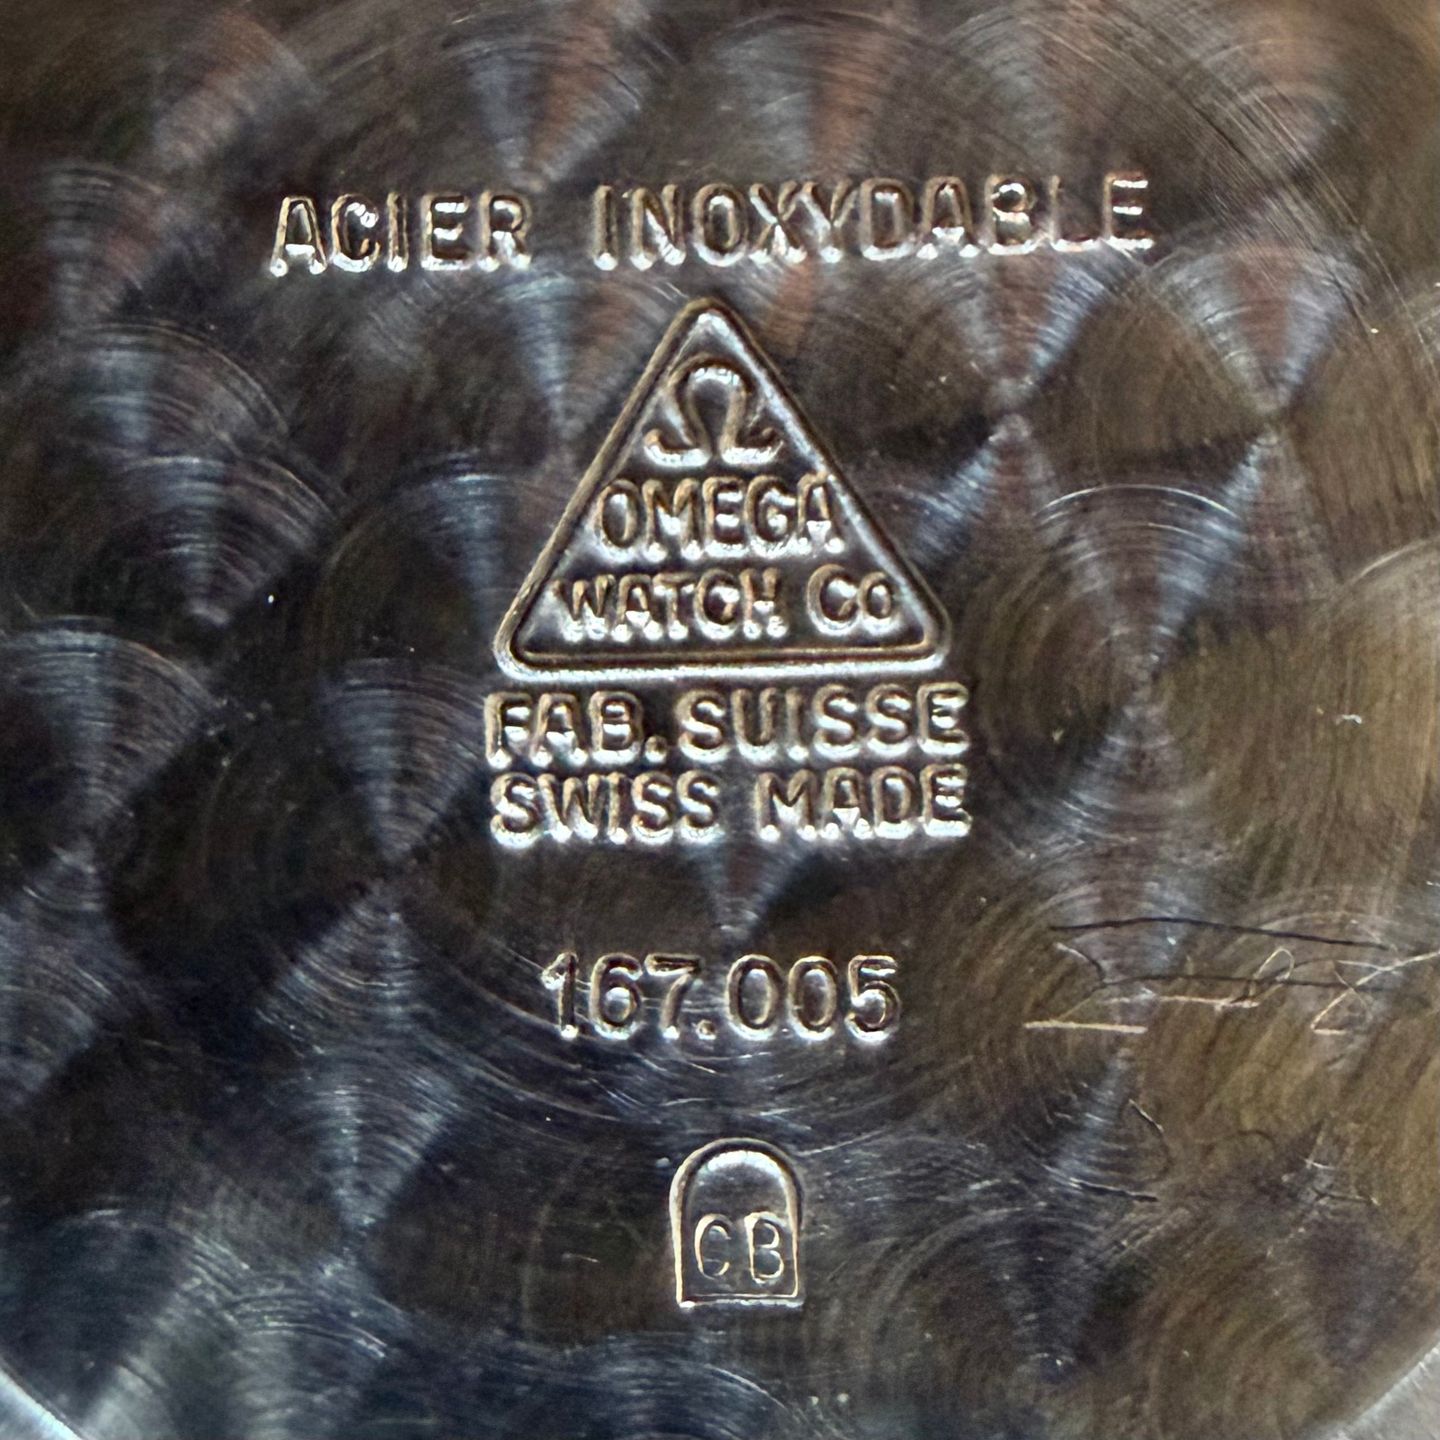 ACIER INOXYDABLE
Ω
OMEGA
WATCH CO
FAB. SUISSE
SWISS MADE
167.005
CB